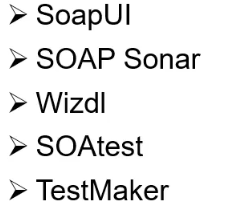 ➢ SoapUI
➢ SOAP Sonar
➢ Wizdl
➢ SOAtest
➢ TestMaker